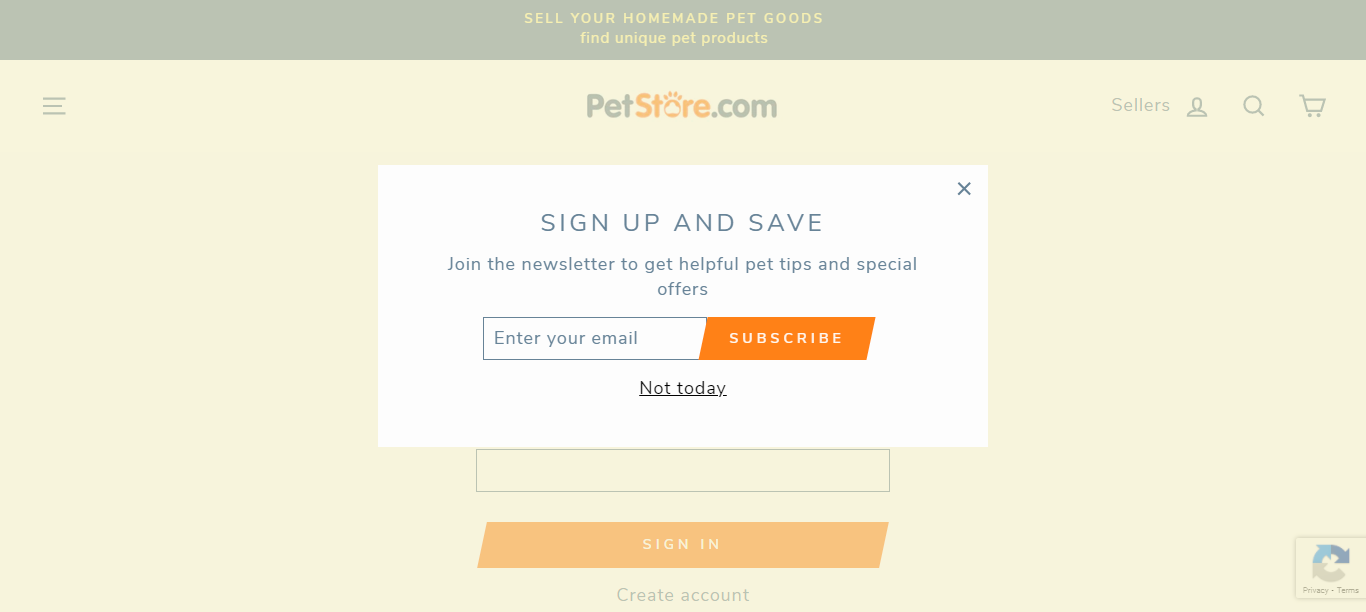 SELL YOUR HOMEMADE PET GOODS
find unique pet products
PetStore.com
Sellers
SIGN UP AND SAVE
Join the newsletter to get helpful pet tips and special
offers
Enter your email
SUBSCRIBE
Not today
SIGN IN
Create account
Privacy - Terms